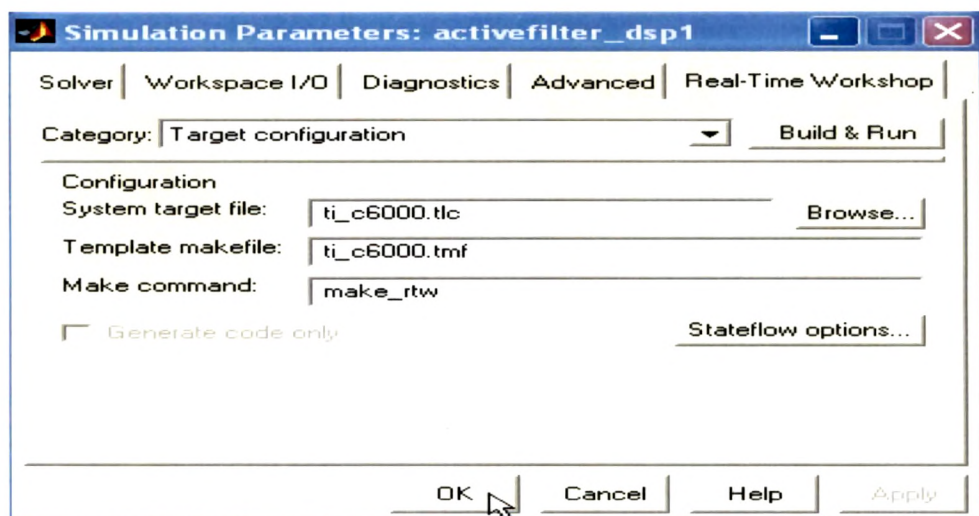 Simulation Parameters: activefilter_dsp1
Solver Workspace I/O Diagnostics Advanced Real-Time Workshop
Category: Target configuration Build & Run
Configuration
System target file: ti_c6000.tlc Browse...
Template makefile: ti_c6000.tmf
Make command: make_rtw
Generate code only Stateflow options...
OK Cancel Help Apply